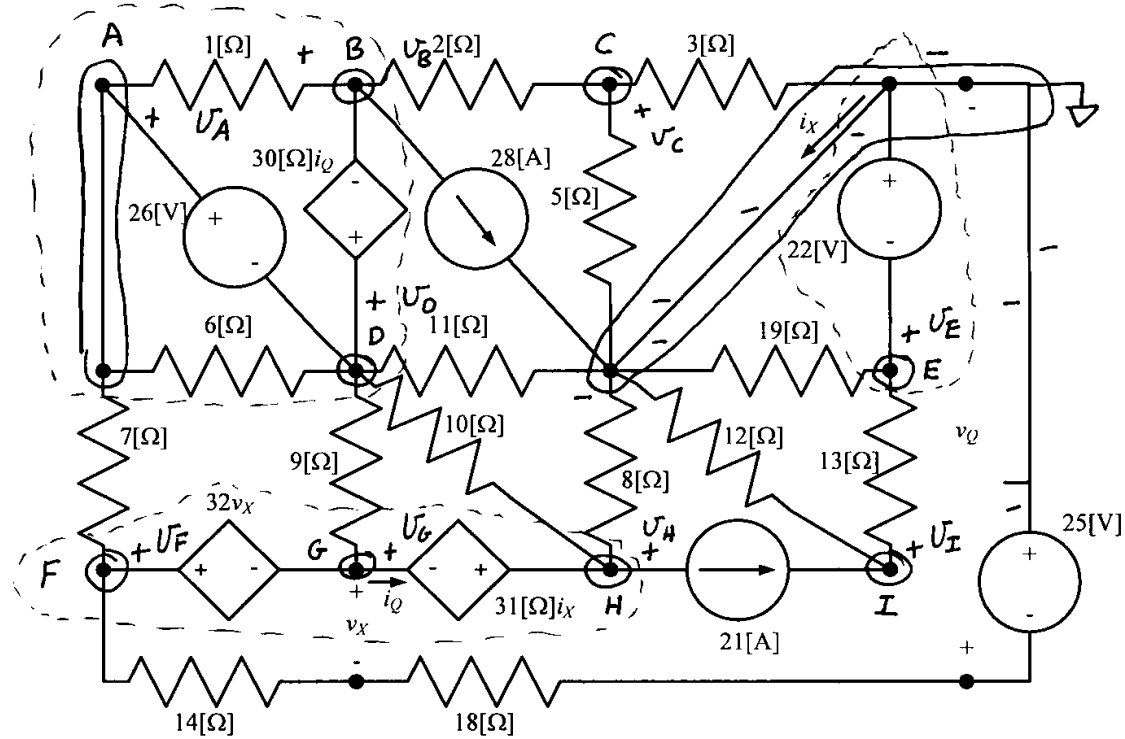 A
1[Ω]
+
B
v_B
2[Ω]
C
3[Ω]
-
+
v_A
+
v_C
i_X
-
30[Ω]i_Q
-
+
28[A]
5[Ω]
-
-
+
-
22[V]
-
26[V]
+
-
+
v_D
D
6[Ω]
11[Ω]
-
-
-
19[Ω]
+
v_E
E
-
7[Ω]
9[Ω]
10[Ω]
8[Ω]
12[Ω]
13[Ω]
v_Q
-
-
25[V]
+
-
32v_X
F
+
v_F
+
-
G
+
v_G
-
+
v_H
+
H
+
v_I
I
+
i_Q
31[Ω]i_X
v_X
21[A]
-
+
14[Ω]
18[Ω]